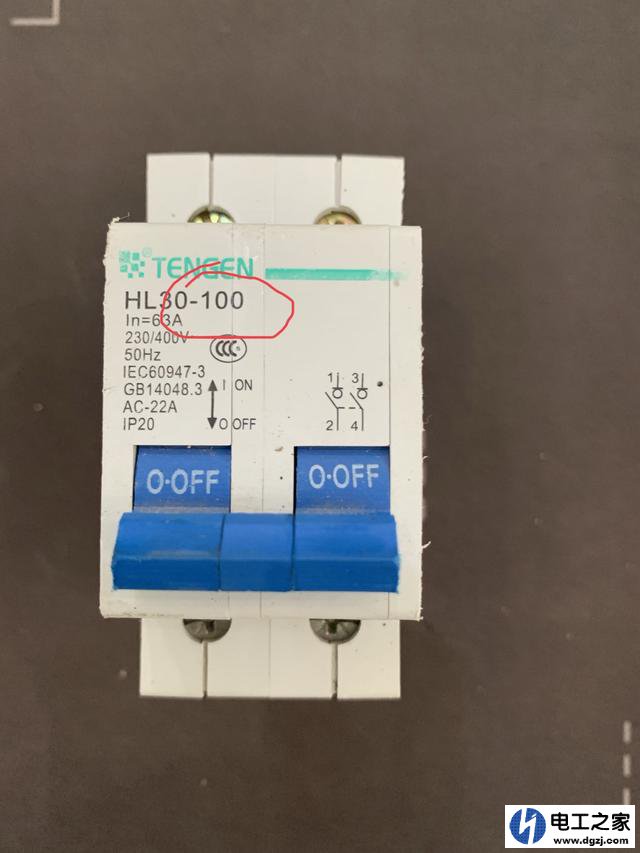 TENGEN
HL30-100
In=63A
230/400V
50Hz
IEC60947-3
GB14048.3
AC-22A
IP20
CCC
I ON
O OFF
1 3
2 4
O·OFF O·OFF
电工之家
www.dgzj.com